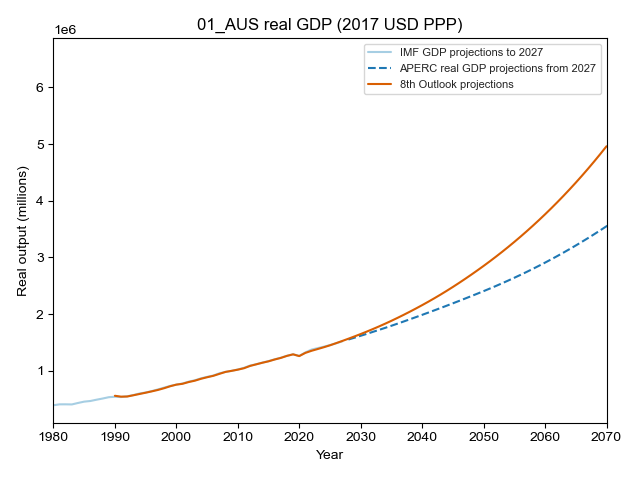 01_AUS real GDP (2017 USD PPP)
1e6
IMF GDP projections to 2027
APERC real GDP projections from 2027
8th Outlook projections
6
5
4
3
2
1
Real output (millions)
1980 1990 2000 2010 2020 2030 2040 2050 2060 2070
Year